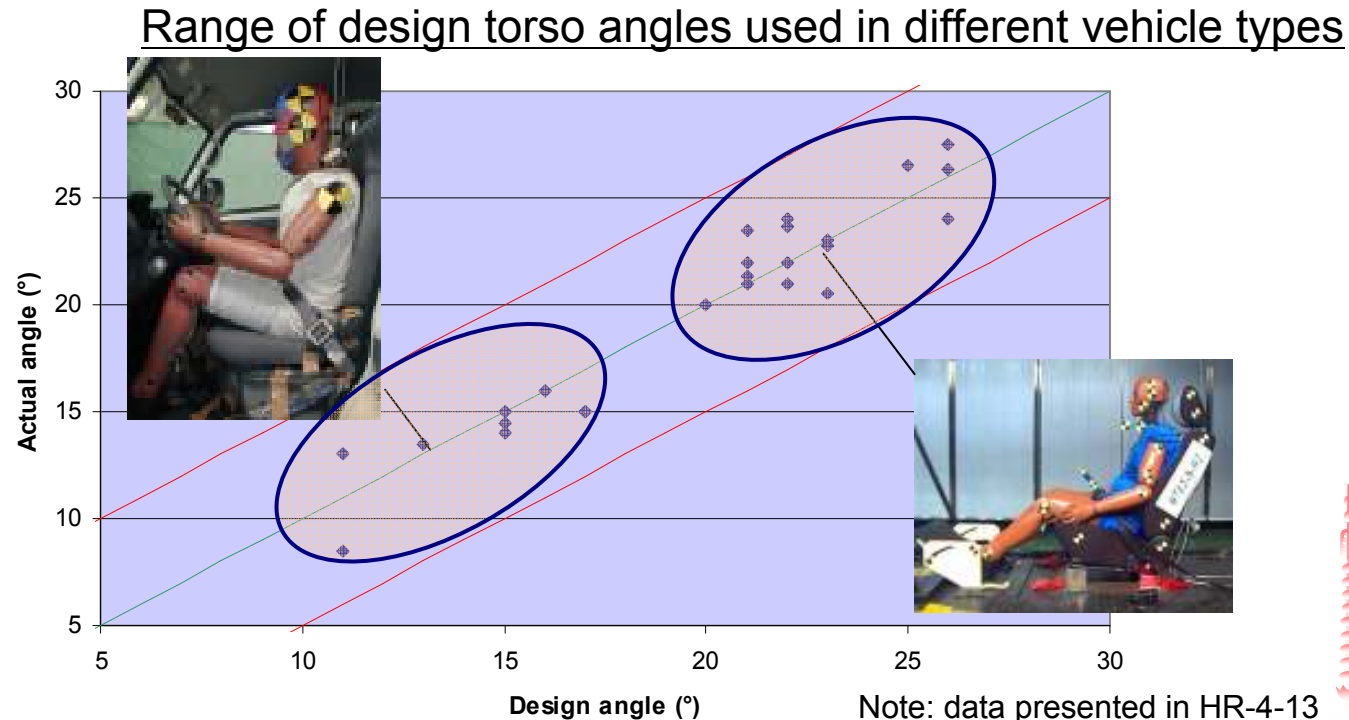 Range of design torso angles used in different vehicle types
30
25
20
15
10
5
Actual angle (°)
5 10 15 20 25 30
Design angle (°)
Note: data presented in HR-4-13